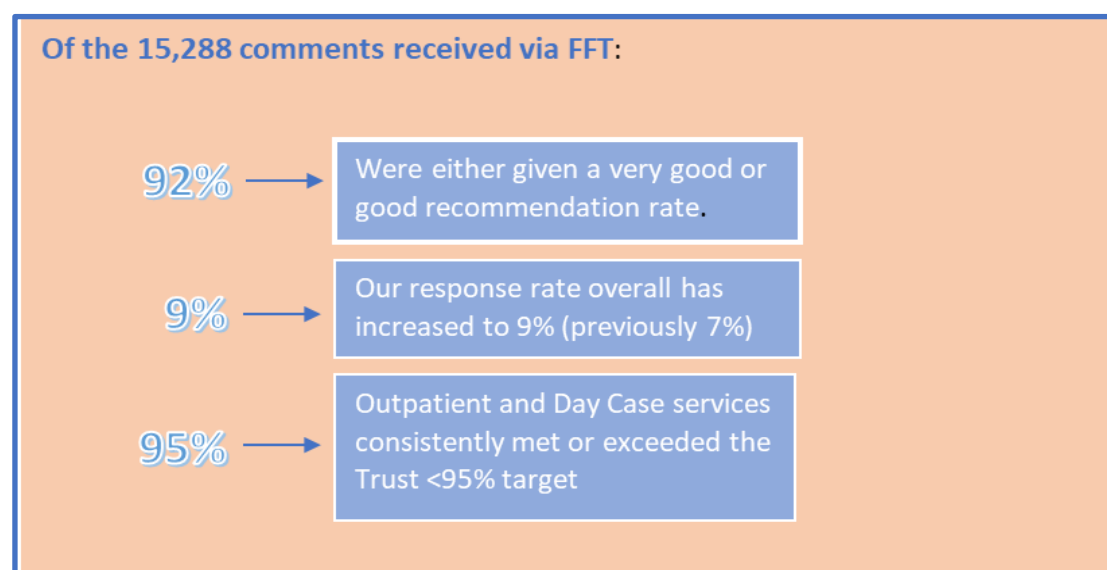 Of the 15,288 comments received via FFT:
92%
Were either given a very good or
good recommendation rate.
9%
Our response rate overall has
increased to 9% (previously 7%)
95%
Outpatient and Day Case services
consistently met or exceeded the
Trust <95% target